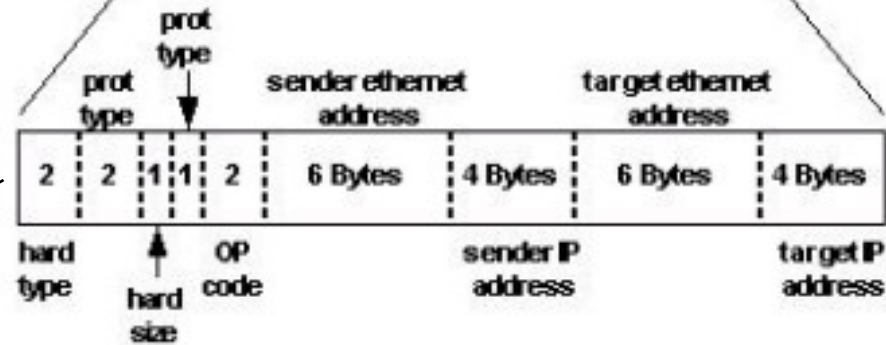 prot
type
prot
type
sender ethernet
address
target ethernet
address
2 2 1 1 2 6 Bytes 4 Bytes 6 Bytes 4 Bytes
hard
type
hard
size
OP
code
sender IP
address
target IP
address